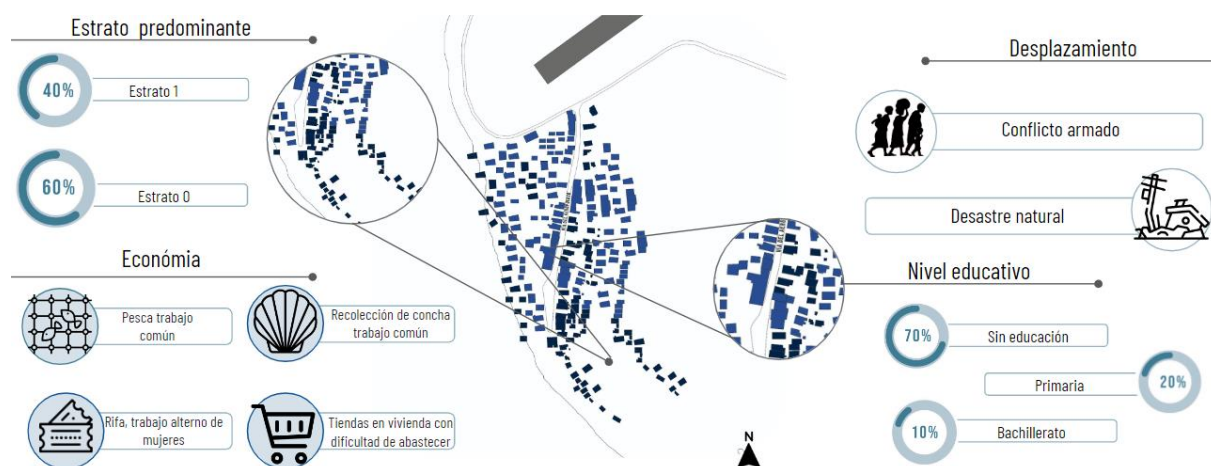 Estrato predominante
40%
Estrato 1
60%
Estrato 0
Económia
Pesca trabajo
común
Recolección de concha
trabajo común
Rifa, trabajo alterno de
mujeres
Tiendas en vivienda con
dificultad de abastecer
N
Desplazamiento
Conflicto armado
Desastre natural
Nivel educativo
70%
Sin educación
Primaria
20%
10%
Bachillerato